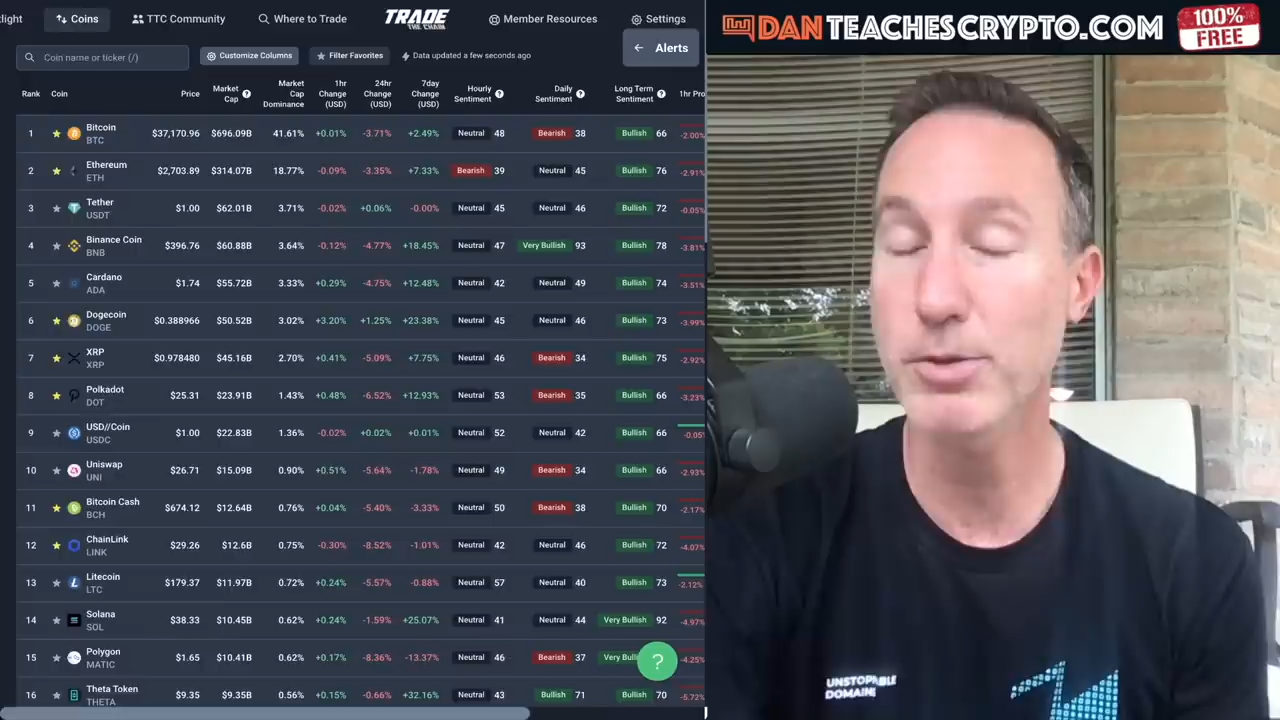 tlight Coins TTC Community Where to Trade TRADE THE CHAIN Member Resources Settings
Coin name or ticker (/) Customize Columns Filter Favorites Data updated a few seconds ago Alerts
Rank Coin Price Market Cap Market Cap Dominance 1hr Change (USD) 24hr Change (USD) 7day Change (USD) Hourly Sentiment Daily Sentiment Long Term Sentiment 1hr Pro
1 Bitcoin BTC $37,170.96 $696.09B 41.61% +0.01% -3.71% +2.49% Neutral 48 Bearish 38 Bullish 66 -2.00%
2 Ethereum ETH $2,703.89 $314.07B 18.77% -0.09% -3.35% +7.33% Bearish 39 Neutral 45 Bullish 76 -2.91%
3 Tether USDT $1.00 $62.01B 3.71% -0.02% +0.06% -0.00% Neutral 45 Neutral 46 Bullish 72 -0.05%
4 Binance Coin BNB $396.76 $60.88B 3.64% -0.12% -4.77% +18.45% Neutral 47 Very Bullish 93 Bullish 78 -3.81%
5 Cardano ADA $1.74 $55.72B 3.33% +0.29% -4.75% +12.48% Neutral 42 Neutral 49 Bullish 74 -3.51%
6 Dogecoin DOGE $0.388966 $50.52B 3.02% +3.20% +1.25% +23.38% Neutral 45 Neutral 46 Bullish 73 -3.99%
7 XRP XRP $0.978480 $45.16B 2.70% +0.41% -5.09% +7.75% Neutral 46 Bearish 34 Bullish 75 -2.92%
8 Polkadot DOT $25.31 $23.91B 1.43% +0.48% -6.52% +12.93% Neutral 53 Bearish 35 Bullish 66 -3.23%
9 USD//Coin USDC $1.00 $22.83B 1.36% -0.02% +0.02% +0.01% Neutral 52 Neutral 42 Bullish 66 -0.05%
10 Uniswap UNI $26.71 $15.09B 0.90% +0.51% -5.64% -1.78% Neutral 49 Bearish 34 Bullish 66 -2.93%
11 Bitcoin Cash BCH $674.12 $12.64B 0.76% +0.04% -5.40% -3.33% Neutral 50 Bearish 38 Bullish 70 -2.17%
12 ChainLink LINK $29.26 $12.6B 0.75% -0.30% -8.52% -1.01% Neutral 42 Neutral 46 Bullish 72 -4.07%
13 Litecoin LTC $179.37 $11.97B 0.72% +0.24% -5.57% -0.88% Neutral 57 Neutral 40 Bullish 73 -2.12%
14 Solana SOL $38.33 $10.45B 0.62% +0.24% -1.59% +25.07% Neutral 41 Neutral 44 Very Bullish 92 -4.97%
15 Polygon MATIC $1.65 $10.41B 0.62% +0.17% -8.36% -13.37% Neutral 46 Bearish 37 Very Bull -4.25%
16 Theta Token THETA $9.35 $9.35B 0.56% +0.15% -0.66% +32.16% Neutral 43 Bullish 71 Bullish 70 -5.72%
DANTEACHESCRYPTO.COM
100%
FREE
UNSTOPPABLE
DOMAINS